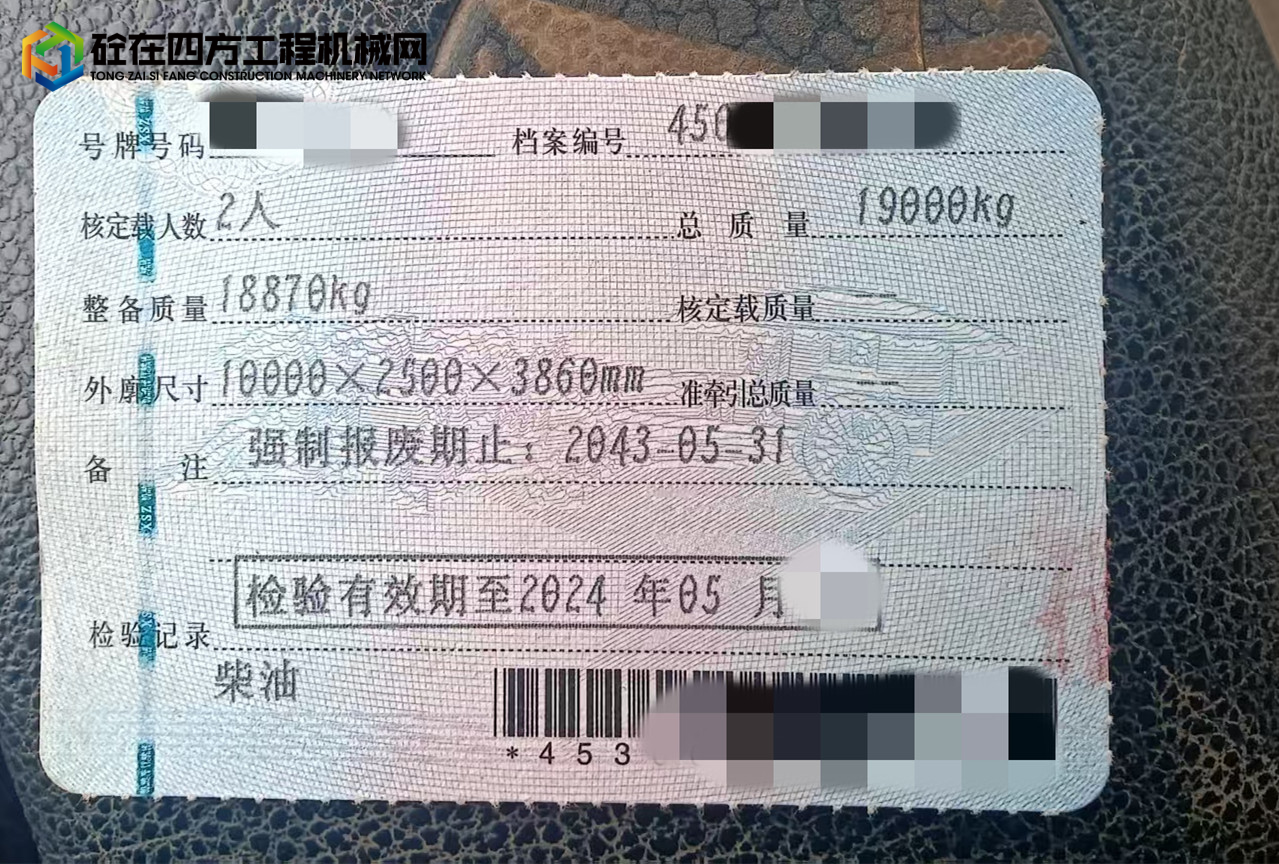 砼在四方工程机械网
TONG ZAI SI FANG CONSTRUCTION MACHINERY NETWORK
号牌号码 档案编号 450
核定载人数 2人 总质量 19000kg
整备质量 18870kg 核定载质量
外廓尺寸 10000×2500×3860mm 准牵引总质量
备注 强制报废期止：2043-05-31
检验有效期至2024 年05 月
检验记录
柴油
*453
XSZ